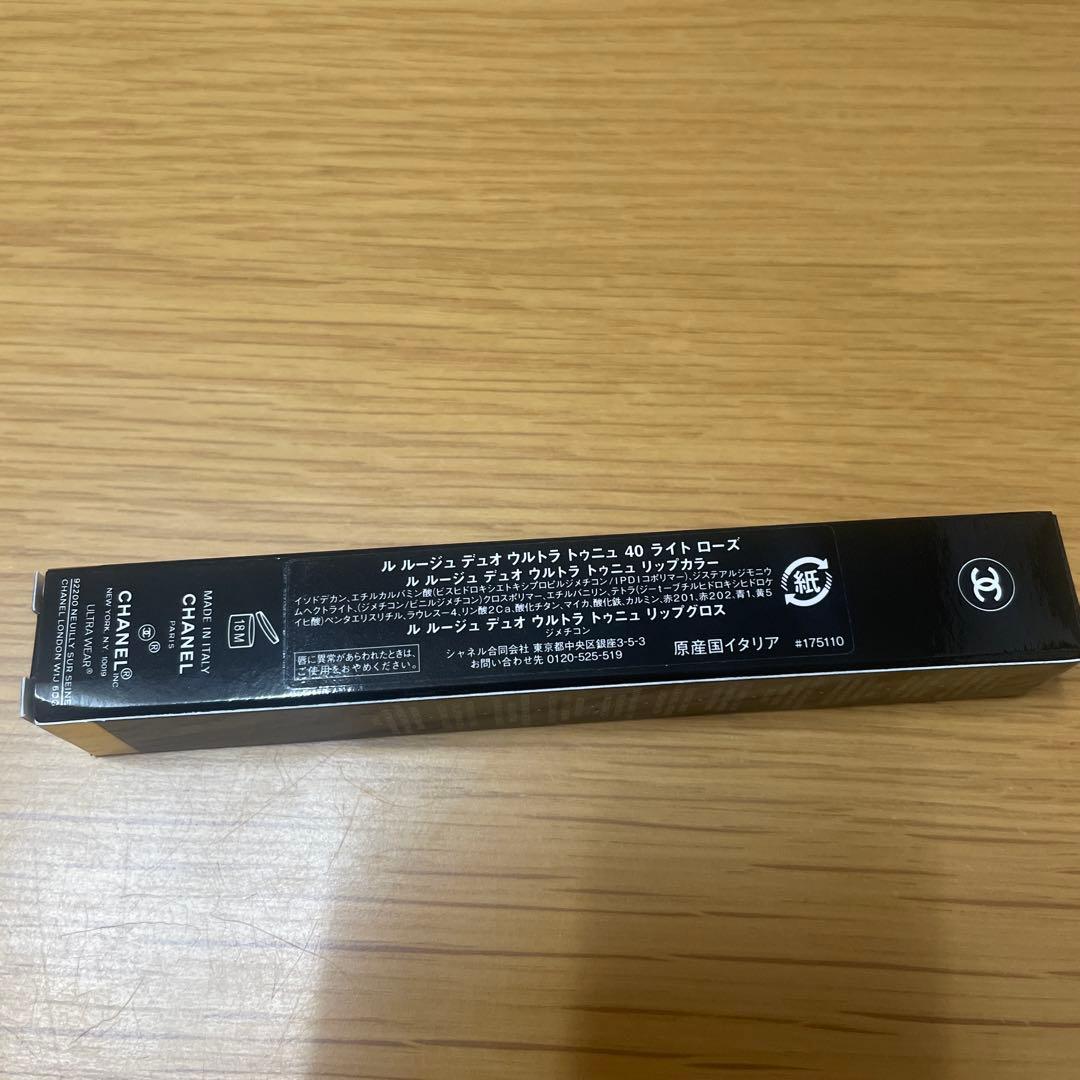 ル ルージュ デュオ ウルトラ トゥニュ 40 ライト ローズ
ル ルージュ デュオ ウルトラ トゥニュ リップカラー
イソドデカン、エチルカルバミン酸(ビスヒドロキシエトキシプロピルジメチコン/IPDIコポリマー)、ジステアルジモニウ
ムヘクトライト、(ジメチコン/ビニルジメチコン)クロスポリマー、エチルバニリン、テトラ(ジーt-ブチルヒドロキシヒドロケ
イヒ酸)ペンタエリスリチル、ラウレス-4、リン酸2Ca、酸化チタン、マイカ、酸化鉄、カルミン、赤201、赤202、青1、黄5
ル ルージュ デュオ ウルトラ トゥニュ リップグロス
ジメチコン
唇に異常があらわれたときは、
ご使用をおやめください。
シャネル合同会社 東京都中央区銀座3-5-3
お問い合わせ先 0120-525-519
原産国イタリア
#175110
紙
18M
MADE IN ITALY
CHANEL
PARIS
®
CHANEL® INC
NEW YORK. N.Y. 10019
ULTRA WEAR®
92200 NEUILLY SUR SEINE
CHANEL LONDON W1J